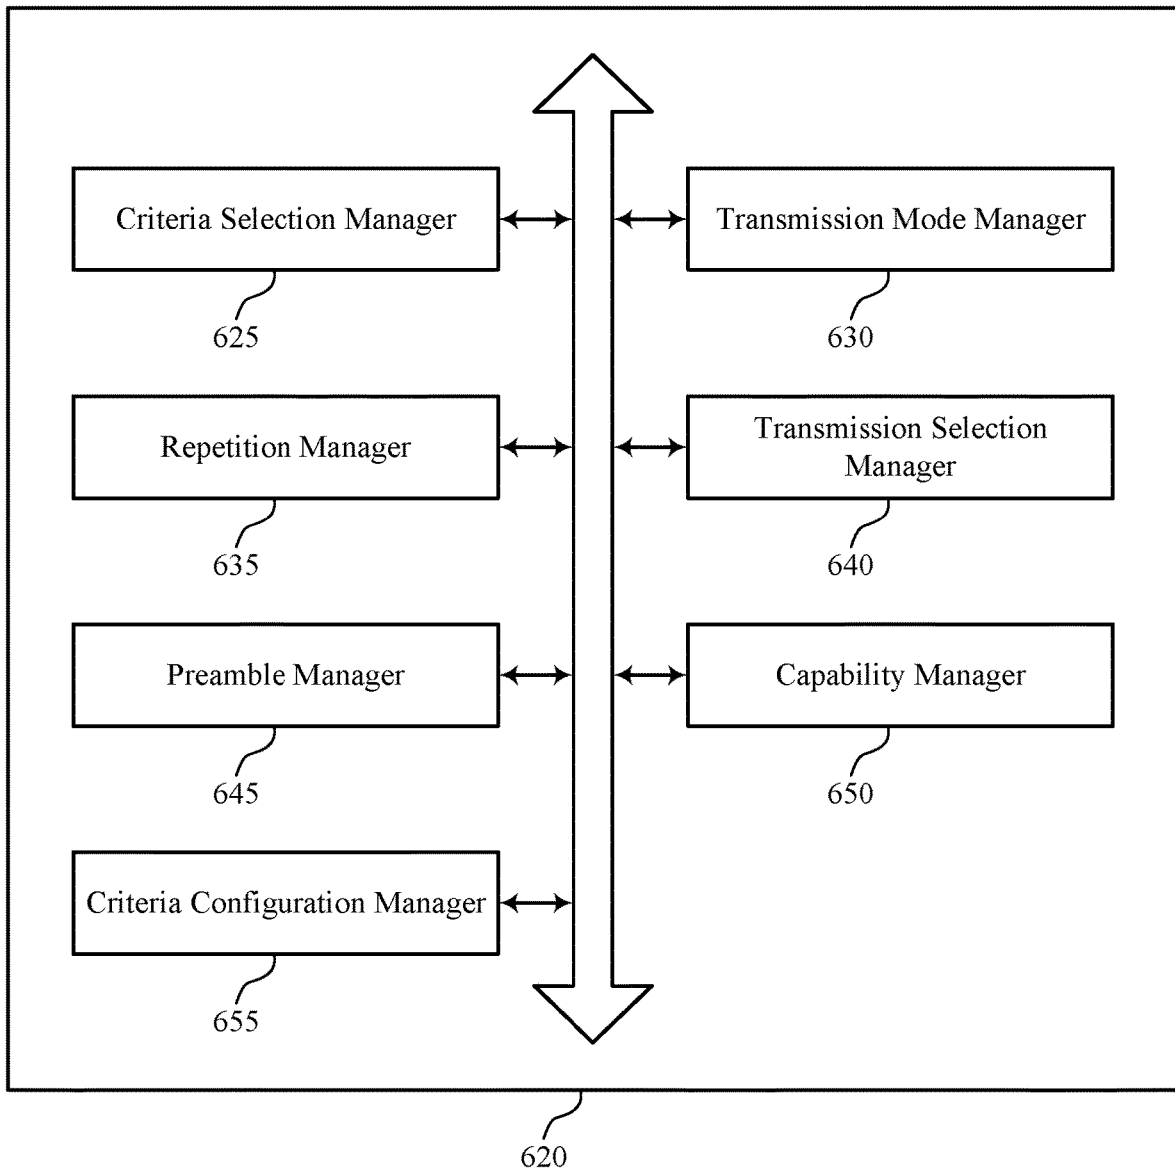 Criteria Selection Manager
625
Transmission Mode Manager
630
Repetition Manager
635
Transmission Selection
Manager
640
Preamble Manager
645
Capability Manager
650
Criteria Configuration Manager
655
620